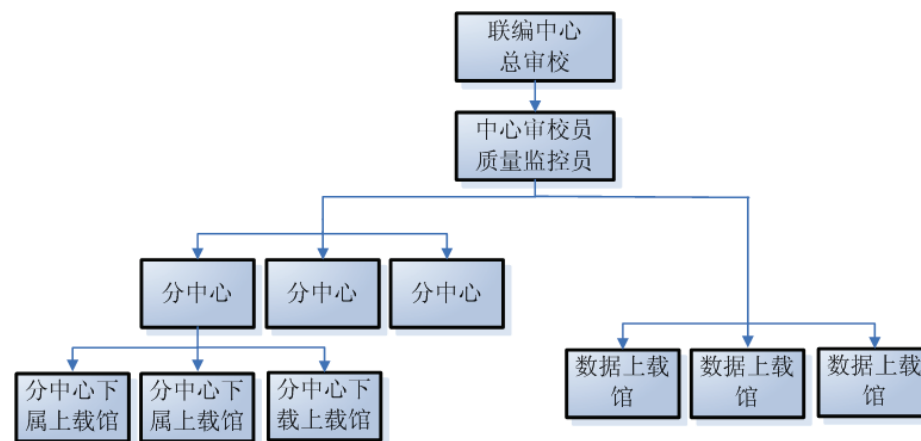 联编中心
总审校
中心审校员
质量监控员
分中心
分中心
分中心
分中心下
属上载馆
分中心下
属上载馆
分中心下
载上载馆
数据上载
馆
数据上载
馆
数据上载
馆